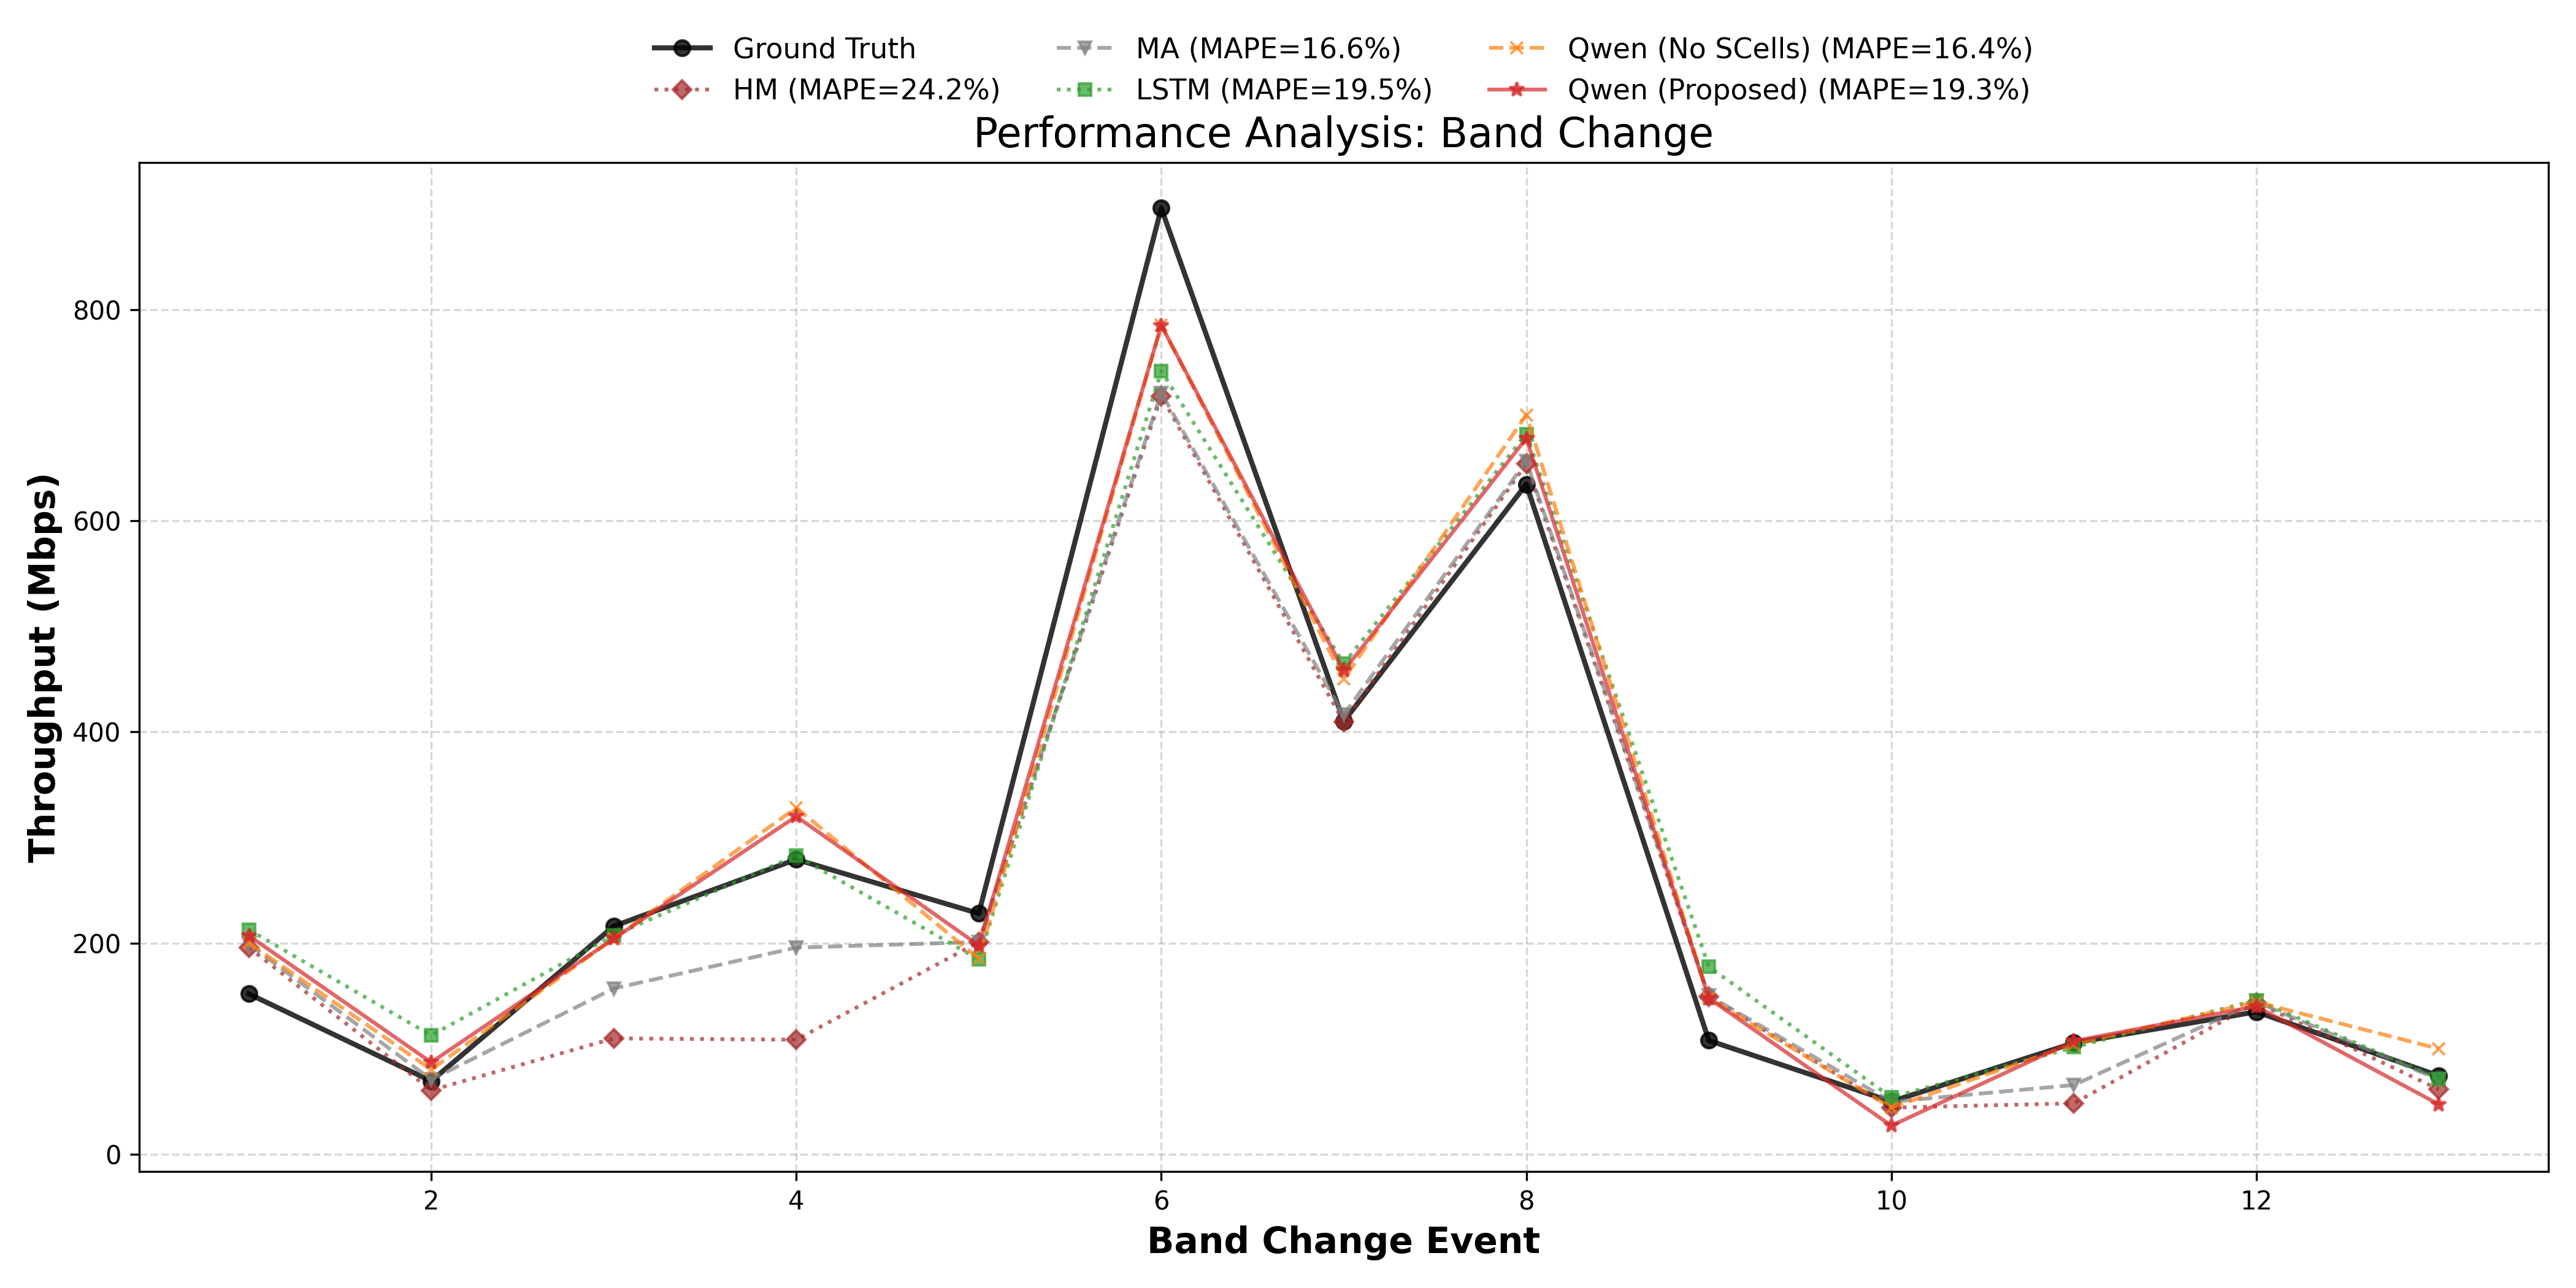 Ground Truth
HM (MAPE=24.2%)
MA (MAPE=16.6%)
LSTM (MAPE=19.5%)
Qwen (No SCells) (MAPE=16.4%)
Qwen (Proposed) (MAPE=19.3%)
Performance Analysis: Band Change
Throughput (Mbps)
800
600
400
200
0
2
4
6
8
10
12
Band Change Event